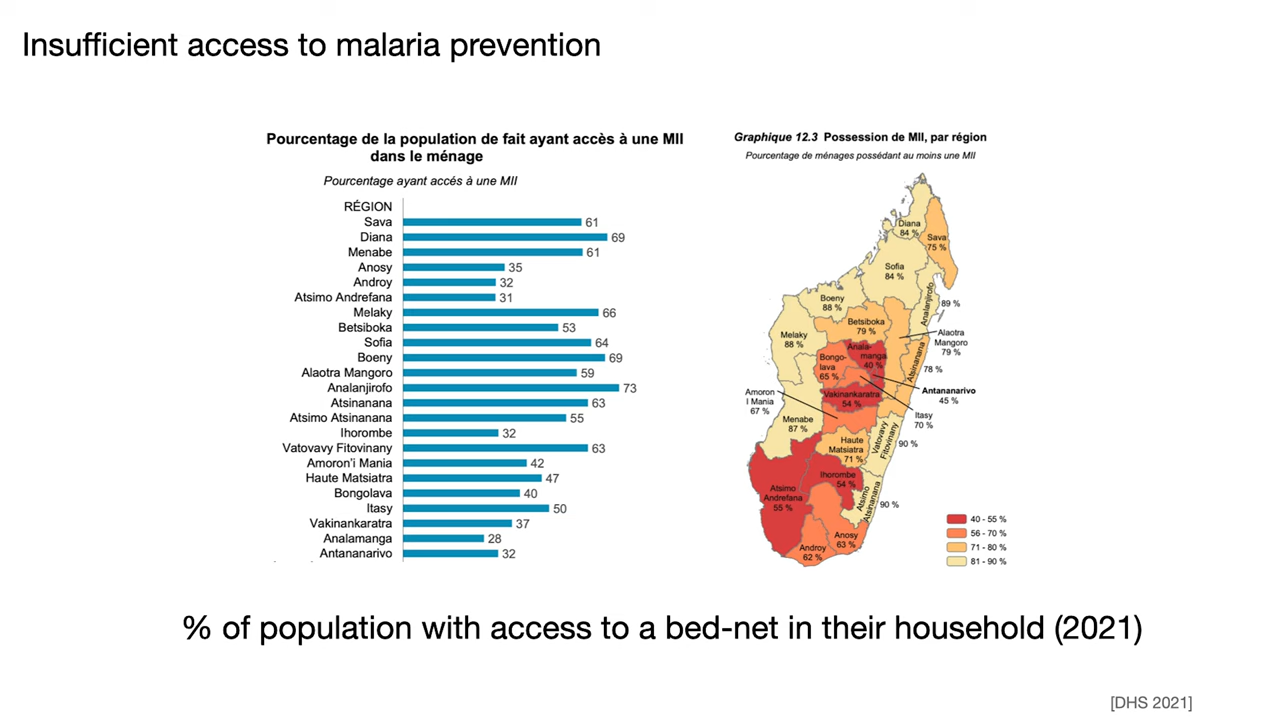 Insufficient access to malaria prevention
Pourcentage de la population de fait ayant accès à une MII
dans le ménage
Pourcentage ayant accés à une MII
RÉGION
Sava 61
Diana 69
Menabe 61
Anosy 35
Androy 32
Atsimo Andrefana 31
Melaky 66
Betsiboka 53
Sofia 64
Boeny 69
Alaotra Mangoro 59
Analanjirofo 73
Atsinanana 63
Atsimo Atsinanana 55
Ihorombe 32
Vatovavy Fitovinany 63
Amoron'i Mania 42
Haute Matsiatra 47
Bongolava 40
Itasy 50
Vakinankaratra 37
Analamanga 28
Antananarivo 32
Graphique 12.3 Possession de MII, par région
Pourcentage de ménages possédant au moins une MII
Diana
84 %
Sava
75 %
Sofia
84 %
Analanjirofo
89 %
Boeny
88 %
Betsiboka
79 %
Melaky
88 %
Alaotra
Mangoro
79 %
Anala-
manga
40 %
Bongo-
lava
65 %
Atsinanana
78 %
Antananarivo
45 %
Vakinankaratra
54 %
Amoron
I Mania
67 %
Itasy
70 %
Menabe
87 %
Haute
Matsiatra
71 %
Vatovavy
Fitovinany
90 %
Ihorombe
54 %
Atsimo
Andrefana
55 %
Atsimo
Atsinanana
90 %
Anosy
63 %
Androy
62 %
40 - 55 %
56 - 70 %
71 - 80 %
81 - 90 %
% of population with access to a bed-net in their household (2021)
[DHS 2021]